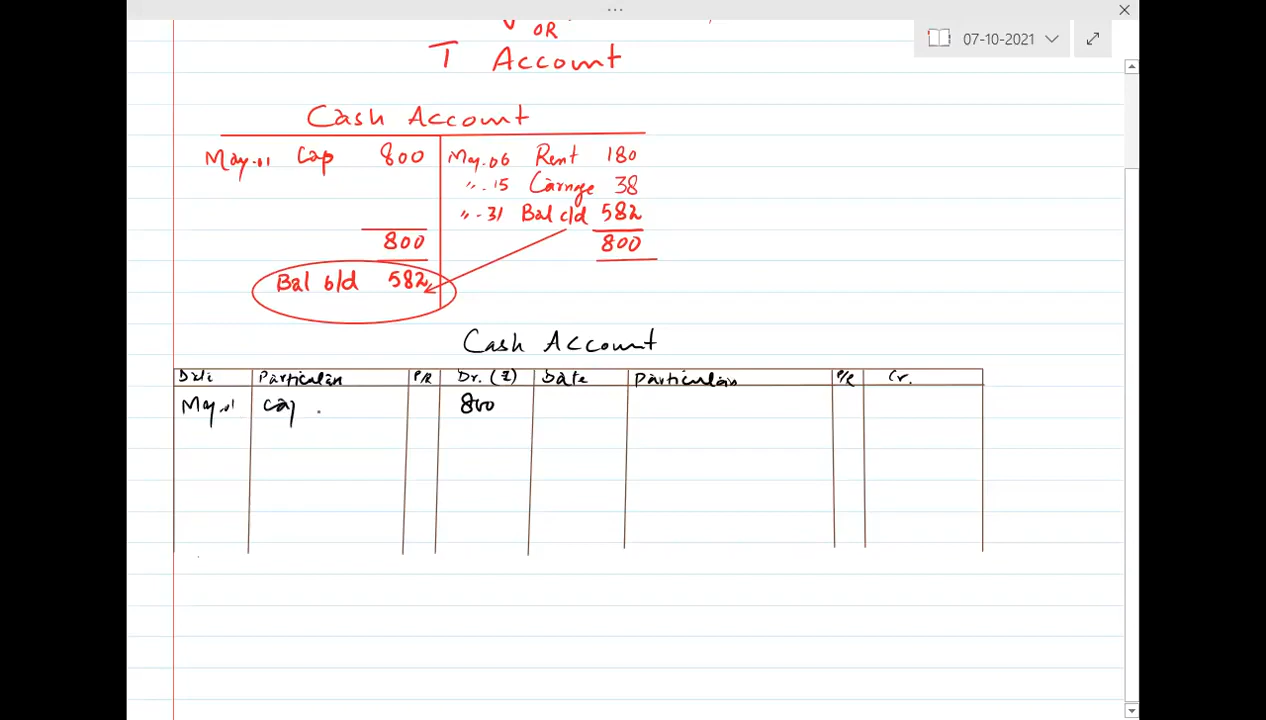 OR
T Account
07-10-2021
Cash Account
May.01 Cap 800 May.06 Rent 180
〃.15 Carriage 38
〃.31 Bal c/d 582
800 800
Bal b/d 582
Cash Account
Date Particulars P/R Dr. (₹) Date Particulars P/R Cr.
May.01 Cap 800